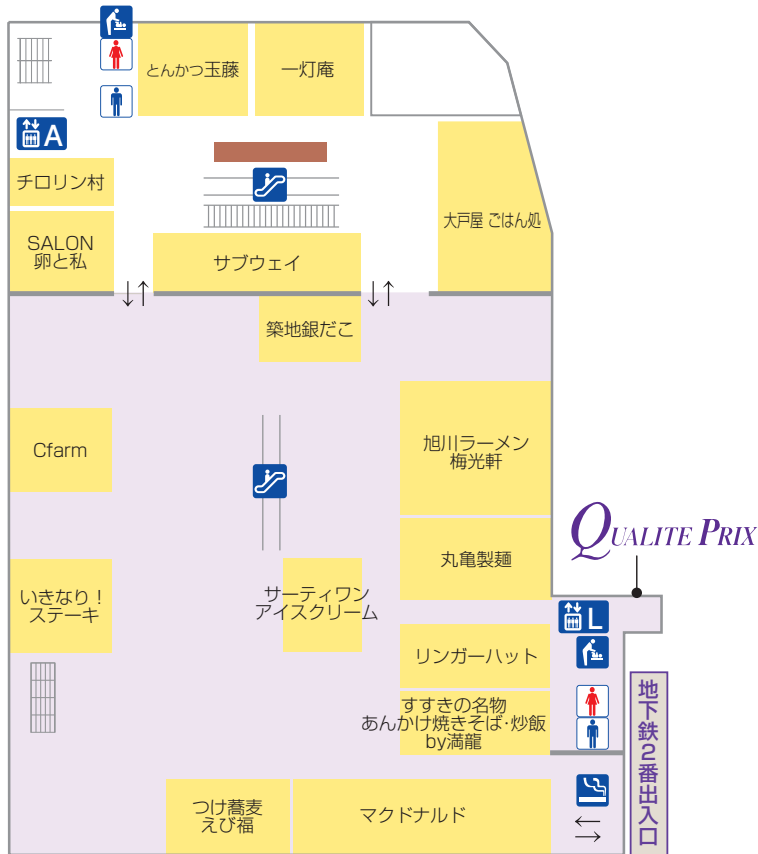 とんかつ玉藤
一灯庵
A
チロリン村
大戸屋 ごはん処
SALON
卵と私
サブウェイ
築地銀だこ
Cfarm
旭川ラーメン
梅光軒
QUALITE PRIX
丸亀製麺
いきなり！
ステーキ
サーティワン
アイスクリーム
L
リンガーハット
すすきの名物
あんかけ焼きそば・炒飯
by満龍
地下鉄2番出入口
つけ蕎麦
えび福
マクドナルド